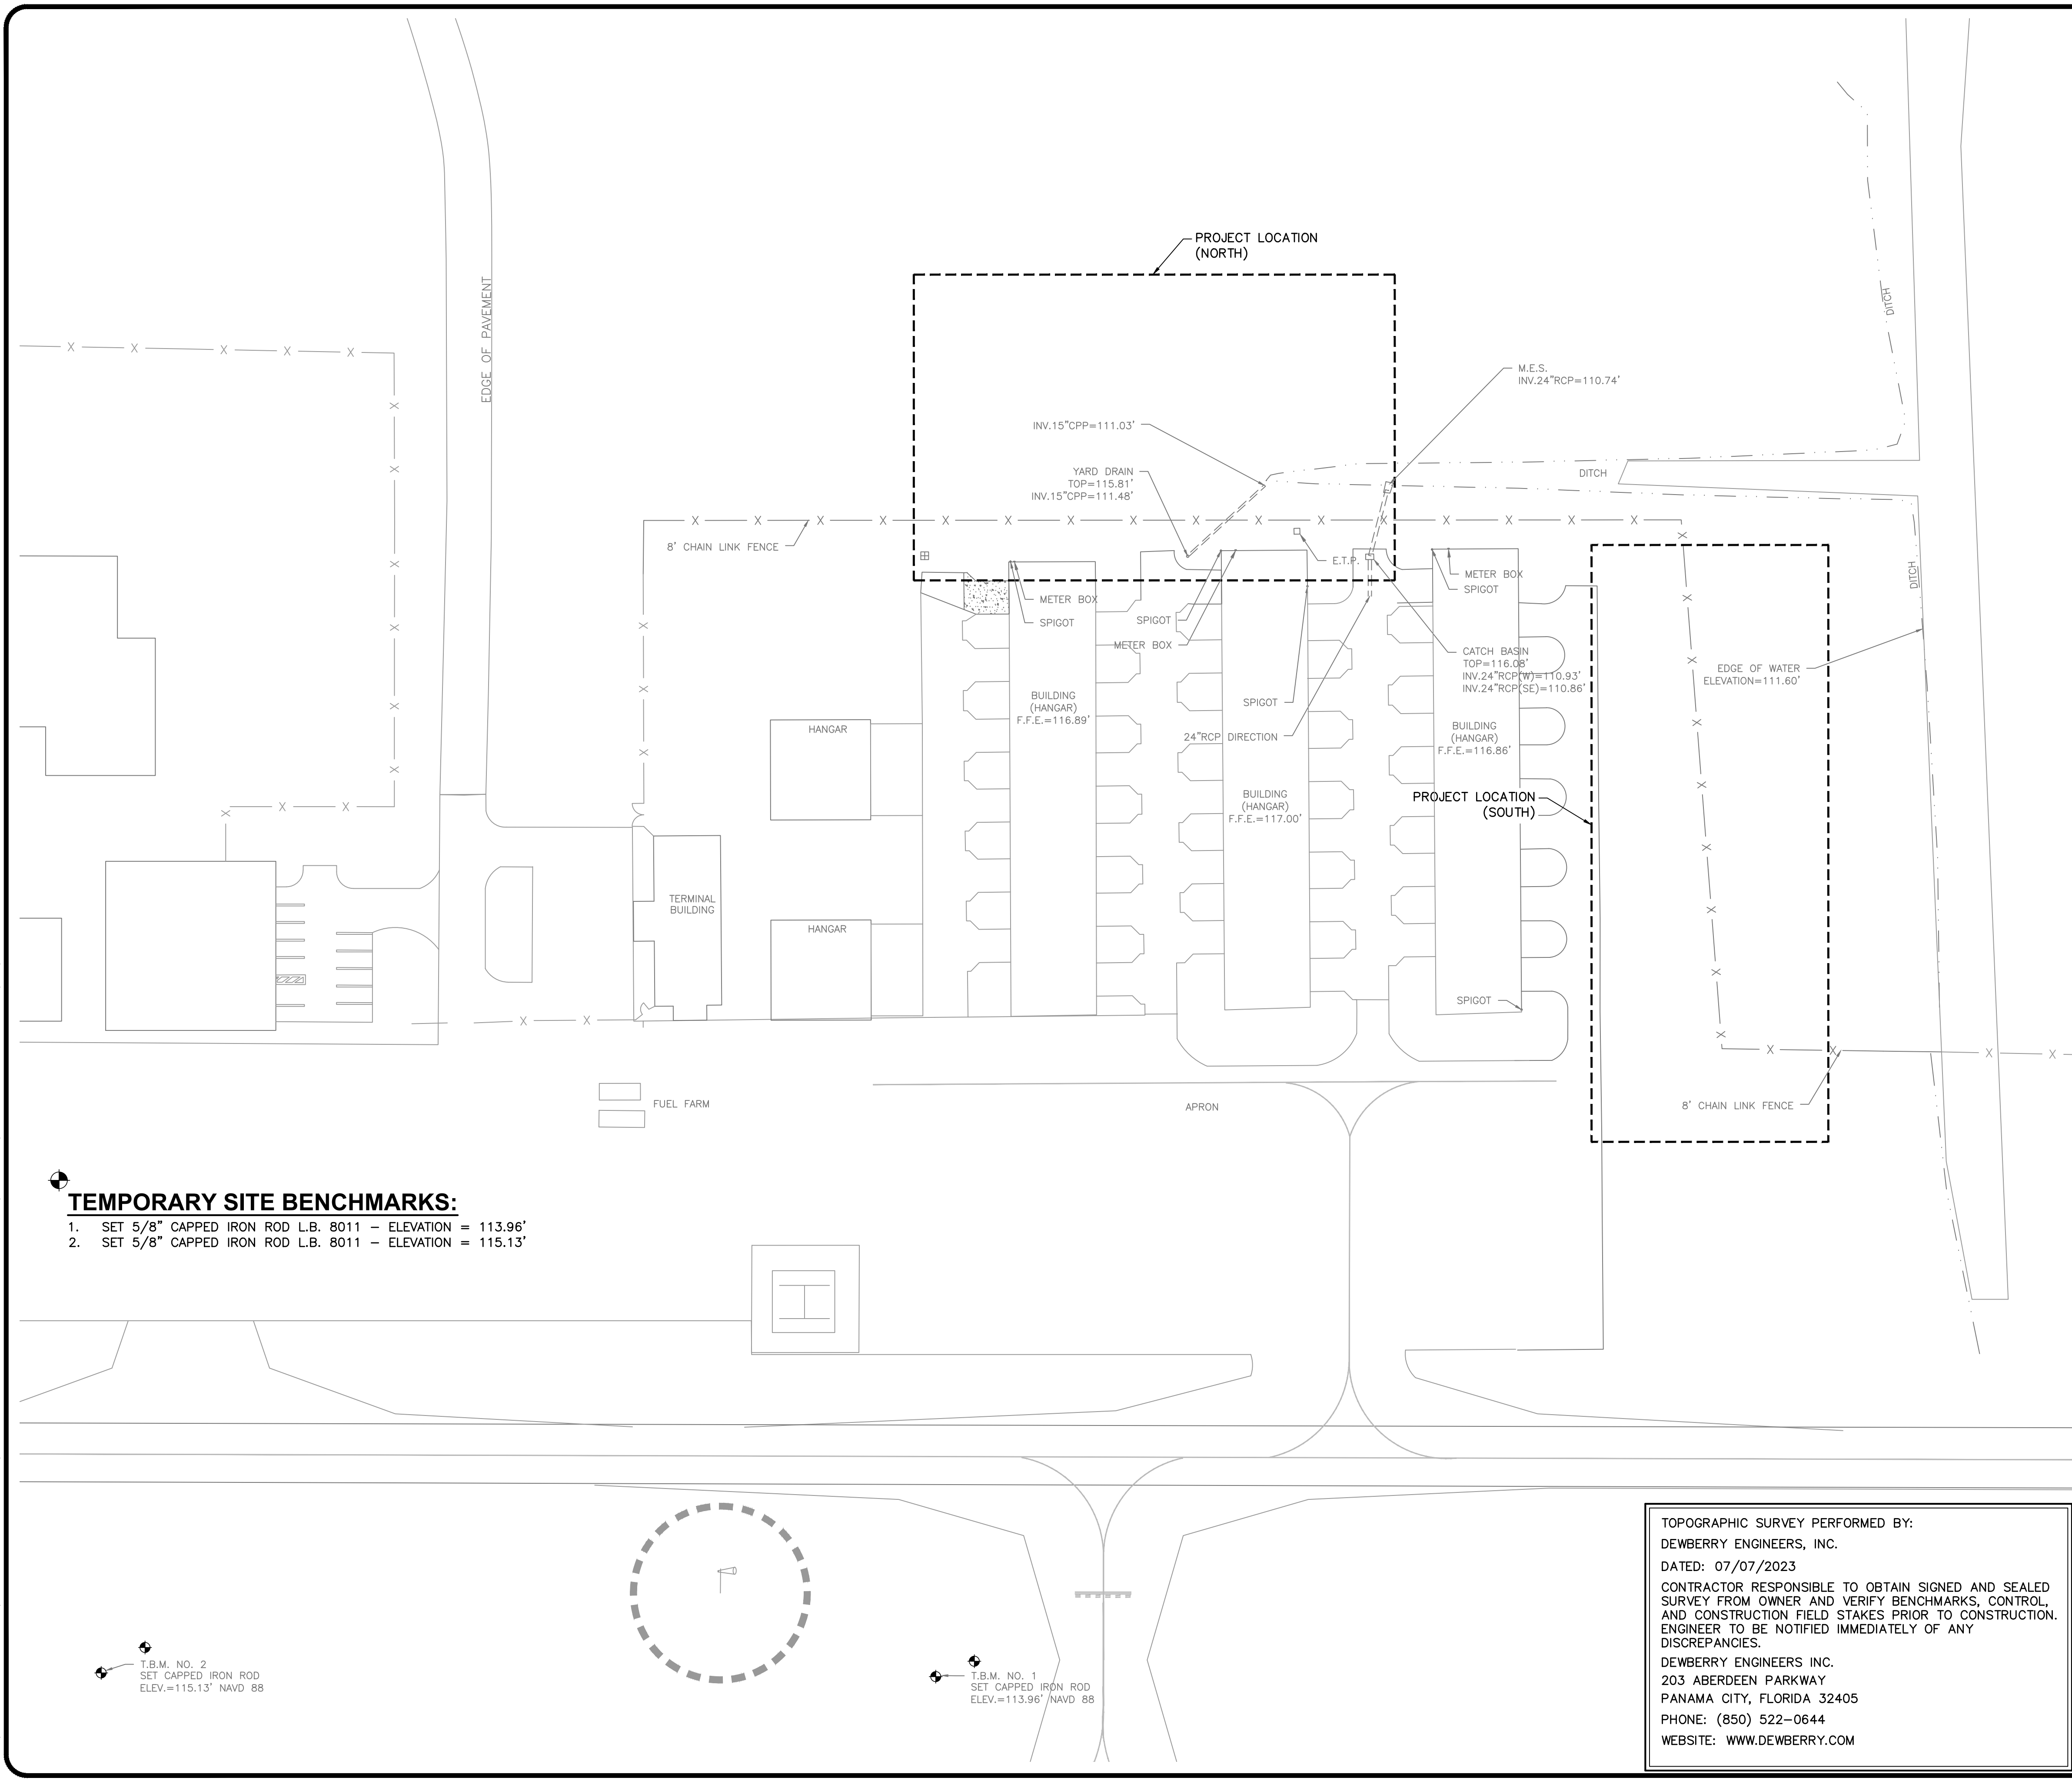 PROJECT LOCATION
(NORTH)
EDGE OF PAVEMENT
DITCH
M.E.S.
INV.24"RCP=110.74'
INV.15"CPP=111.03'
YARD DRAIN
TOP=115.81'
INV.15"CPP=111.48'
DITCH
8' CHAIN LINK FENCE
E.T.P.
METER BOX
SPIGOT
METER BOX
SPIGOT
SPIGOT
METER BOX
DITCH
CATCH BASIN
TOP=116.08'
INV.24"RCP(W)=110.93'
INV.24"RCP(SE)=110.86'
EDGE OF WATER
ELEVATION=111.60'
BUILDING
(HANGAR)
F.F.E.=116.89'
SPIGOT
24"RCP DIRECTION
HANGAR
BUILDING
(HANGAR)
F.F.E.=116.86'
BUILDING
(HANGAR)
F.F.E.=117.00'
PROJECT LOCATION
(SOUTH)
TERMINAL
BUILDING
HANGAR
SPIGOT
FUEL FARM
APRON
8' CHAIN LINK FENCE
TEMPORARY SITE BENCHMARKS:
1. SET 5/8" CAPPED IRON ROD L.B. 8011 – ELEVATION = 113.96'
2. SET 5/8" CAPPED IRON ROD L.B. 8011 – ELEVATION = 115.13'
T.B.M. NO. 2
SET CAPPED IRON ROD
ELEV.=115.13' NAVD 88
T.B.M. NO. 1
SET CAPPED IRON ROD
ELEV.=113.96' NAVD 88
TOPOGRAPHIC SURVEY PERFORMED BY:
DEWBERRY ENGINEERS, INC.
DATED: 07/07/2023
CONTRACTOR RESPONSIBLE TO OBTAIN SIGNED AND SEALED
SURVEY FROM OWNER AND VERIFY BENCHMARKS, CONTROL,
AND CONSTRUCTION FIELD STAKES PRIOR TO CONSTRUCTION.
ENGINEER TO BE NOTIFIED IMMEDIATELY OF ANY
DISCREPANCIES.
DEWBERRY ENGINEERS INC.
203 ABERDEEN PARKWAY
PANAMA CITY, FLORIDA 32405
PHONE: (850) 522–0644
WEBSITE: WWW.DEWBERRY.COM